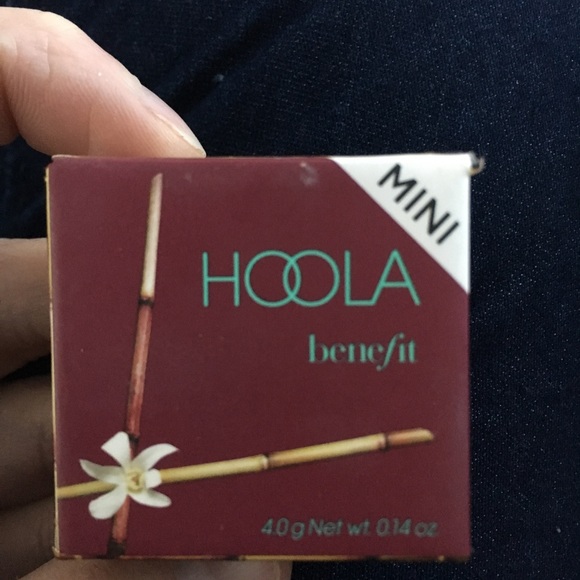 MINI
HOOLA
benefit
4.0 g Net wt. 0.14 oz.